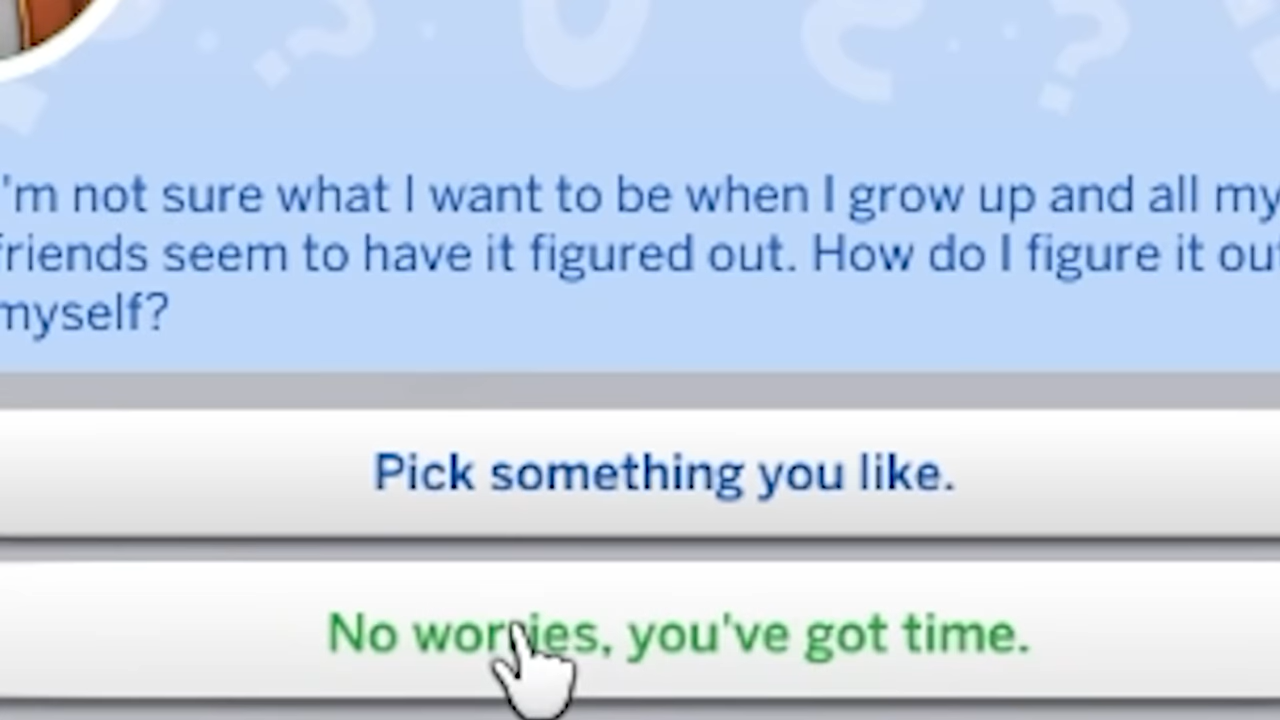 'm not sure what I want to be when I grow up and all my
friends seem to have it figured out. How do I figure it ou
myself?
Pick something you like.
No worries, you've got time.